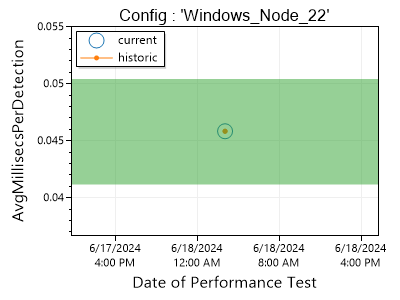 Config : 'Windows_Node_22'
current
historic
AvgMillisecsPerDetection
0.055
0.05
0.045
0.04
6/17/2024
4:00 PM
6/18/2024
12:00 AM
6/18/2024
8:00 AM
6/18/2024
4:00 PM
Date of Performance Test